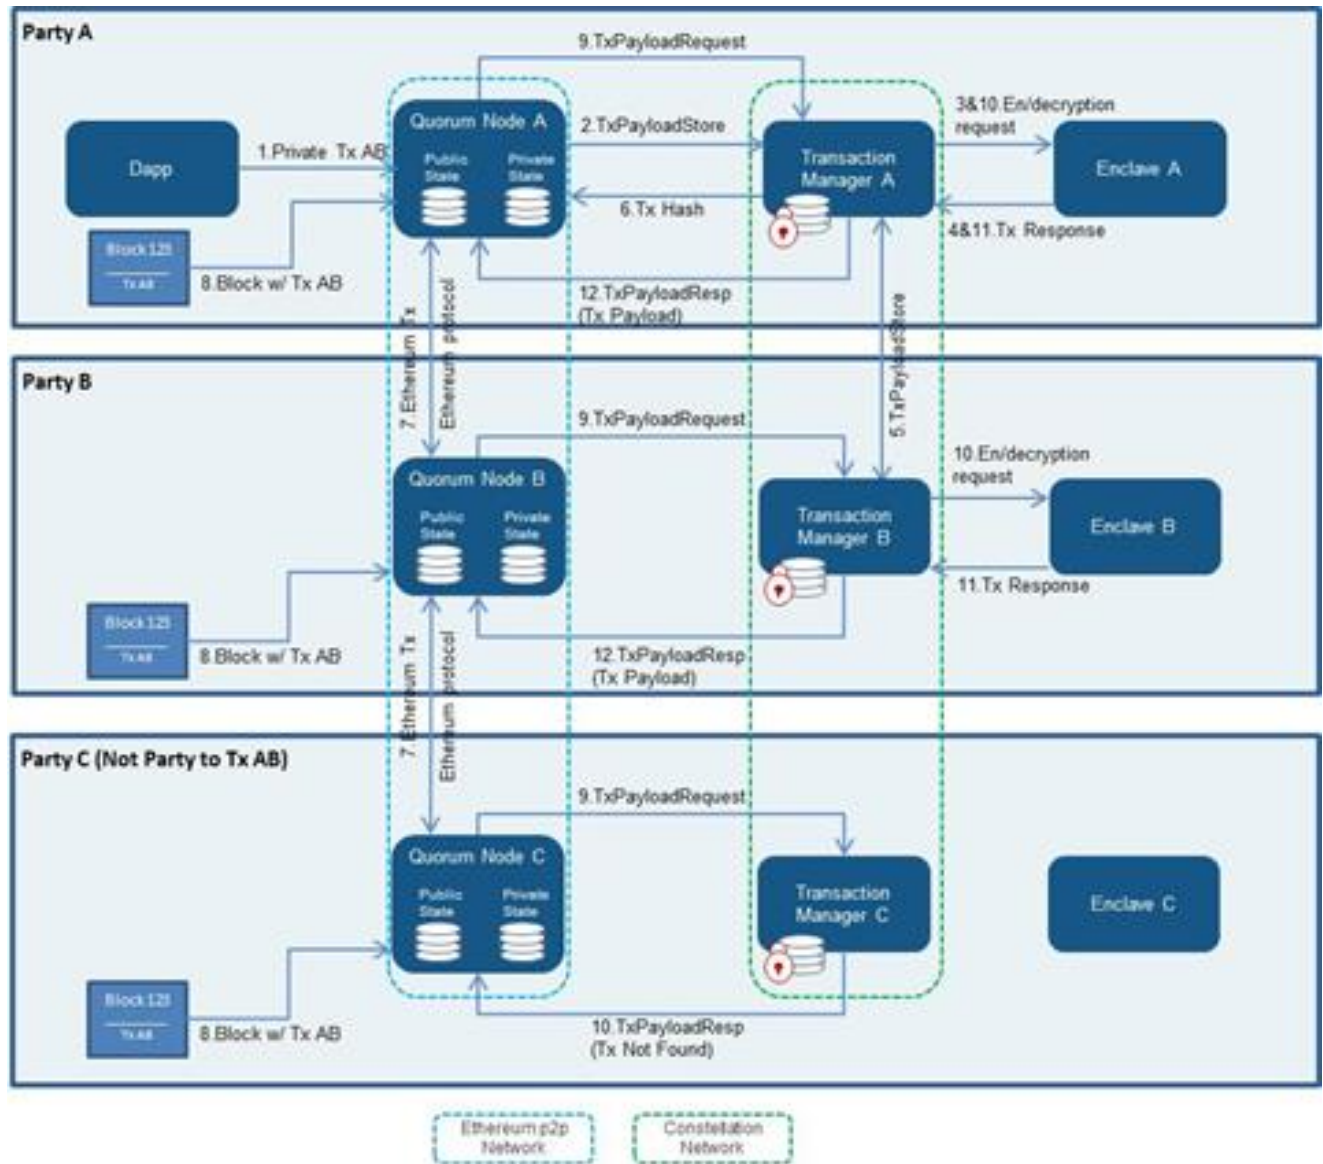 Party A
9.TxPayloadRequest
Quorum Node A
Public
State
Private
State
2.TxPayloadStore
3&10.En/decryption
request
Dapp
1.Private Tx AB
Transaction
Manager A
Enclave A
6.Tx Hash
4&11.Tx Response
Block123
Tx AB
8.Block w/ Tx AB
12.TxPayloadResp
(Tx Payload)
7.Ethereum Tx
Ethereum protocol
5.TxPayloadStore
Party B
9.TxPayloadRequest
Quorum Node B
Public
State
Private
State
10.En/decryption
request
Transaction
Manager B
Enclave B
11.Tx Response
Block123
Tx AB
8.Block w/ Tx AB
12.TxPayloadResp
(Tx Payload)
7.Ethereum Tx
Ethereum protocol
Party C (Not Party to Tx AB)
9.TxPayloadRequest
Quorum Node C
Public
State
Private
State
Transaction
Manager C
Enclave C
Block123
Tx AB
8.Block w/ Tx AB
10.TxPayloadResp
(Tx Not Found)
Ethereum p2p
Network
Constellation
Network